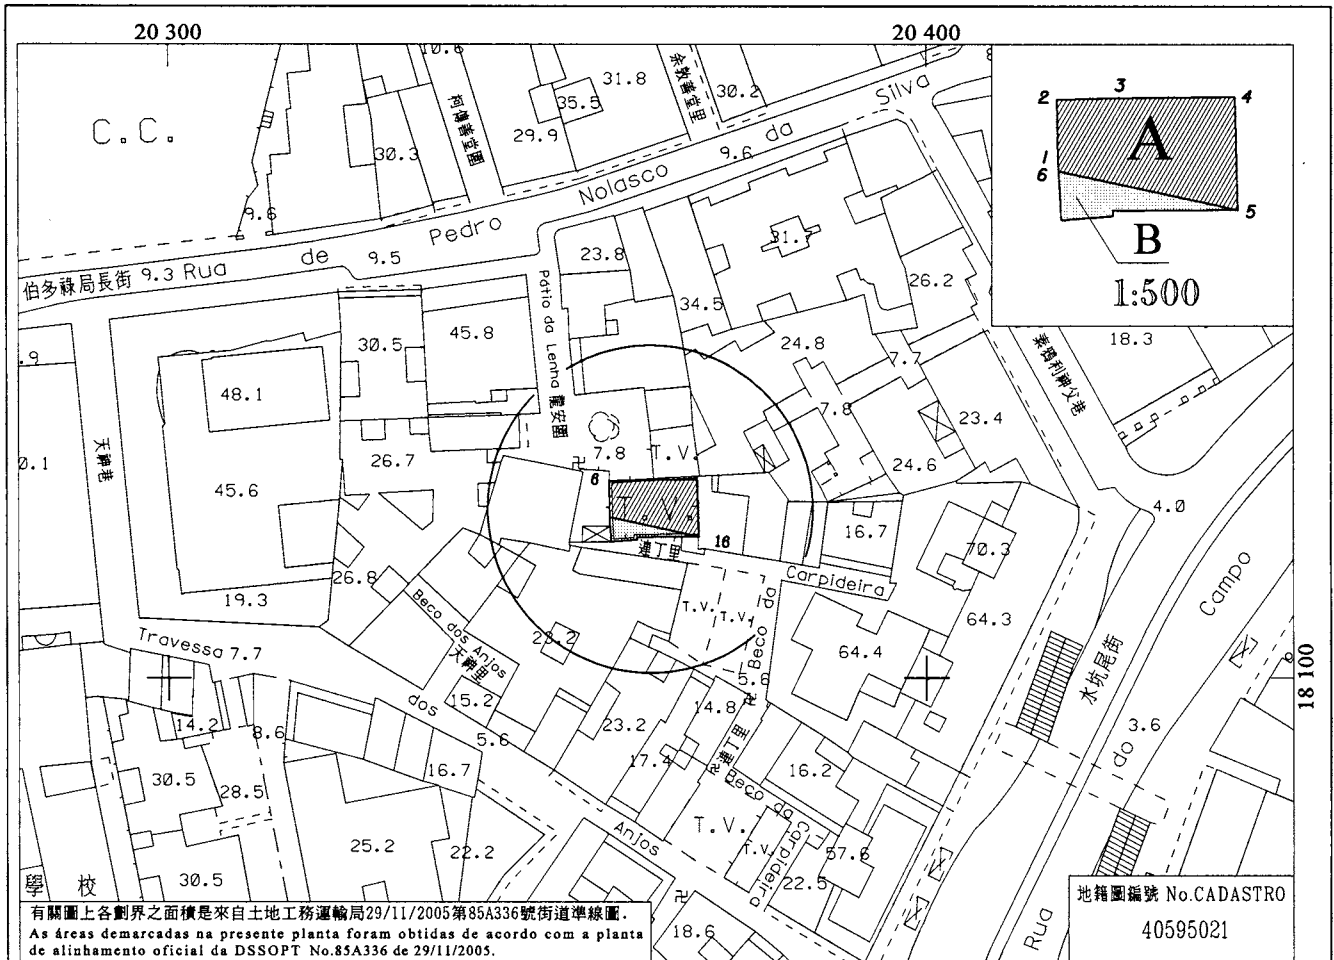 20 300
20 400
C.C.
10.6
柯傳善堂圍
30.3
29.9
35.5
31.8
余敦善堂里
30.2
Silva
da
9.6
Nolasco
Pedro
de
9.5
9.6
伯多祿局長街 9.3 Rua
2
3
4
A
1
6
5
B
1:500
23.8
31.7
26.2
34.5
Pátio da Lenha 龍安圍
30.5
45.8
24.8
7.7
18.3
.9
48.1
7.8
23.4
天神巷
0.1
26.7
7.8
T.V.
24.6
45.6
6
T.V.
16
4.0
16.7
70.3
Carpideira
26.8
19.3
Beco dos Anjos
天神里
23.2
T.V.
T.V.
Beco da
64.3
Campo
Travessa 7.7
64.4
水坑尾街
18 100
5.6
15.2
14.8
14.2
8.6
dos
5.6
23.2
3.6
do
30.5
28.5
16.7
17.4
16.2
Beco da Carpideira
T.V.
T.V.
Anjos
25.2
22.2
57.6
22.5
30.5
學 校
18.6
Rua
地籍圖編號 No.CADASTRO
40595021
有關圖上各劃界之面積是來自土地工務運輸局29/11/2005第85A336號街道準線圖.
As áreas demarcadas na presente planta foram obtidas de acordo com a planta
de alinhamento oficial da DSSOPT No.85A336 de 29/11/2005.